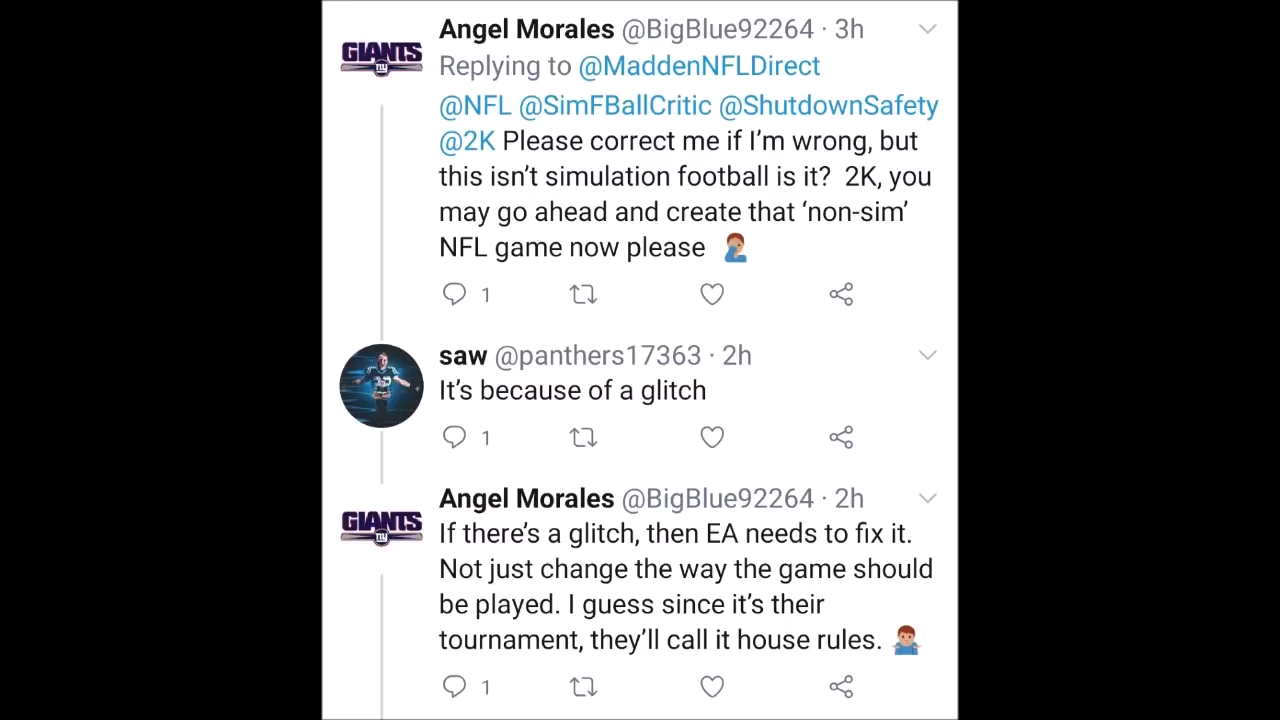 Angel Morales @BigBlue92264 · 3h
GIANTS
Replying to @MaddenNFLDirect
@NFL @SimFBallCritic @ShutdownSafety
@2K Please correct me if I’m wrong, but
this isn’t simulation football is it?  2K, you
may go ahead and create that ‘non-sim’
NFL game now please 🤦🏽‍♂️
1
saw @panthers17363 · 2h
It’s because of a glitch
1
Angel Morales @BigBlue92264 · 2h
GIANTS
If there’s a glitch, then EA needs to fix it.
Not just change the way the game should
be played. I guess since it’s their
tournament, they’ll call it house rules. 🤷🏽‍♂️
1